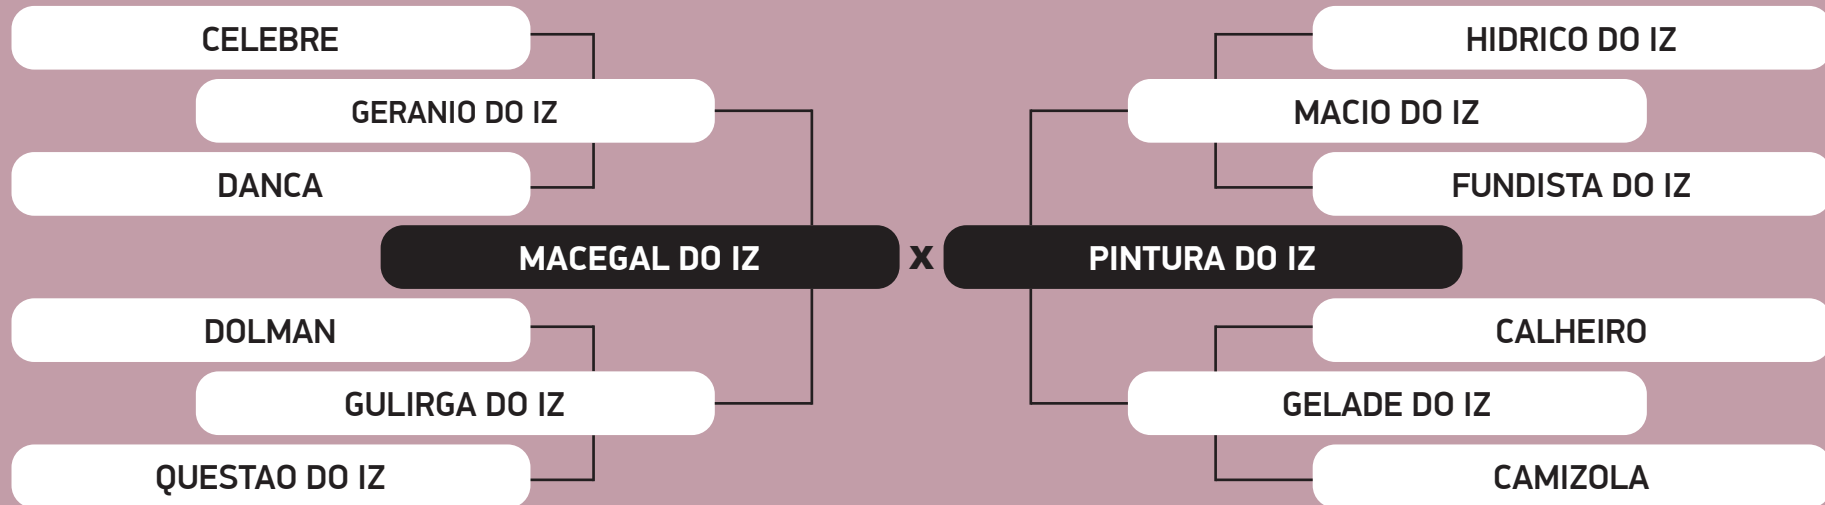 CELEBRE
GERANIO DO IZ
DANCA
MACEGAL DO IZ
DOLMAN
GULIRGA DO IZ
QUESTAO DO IZ
X
HIDRICO DO IZ
MACIO DO IZ
FUNDISTA DO IZ
PINTURA DO IZ
CALHEIRO
GELADE DO IZ
CAMIZOLA